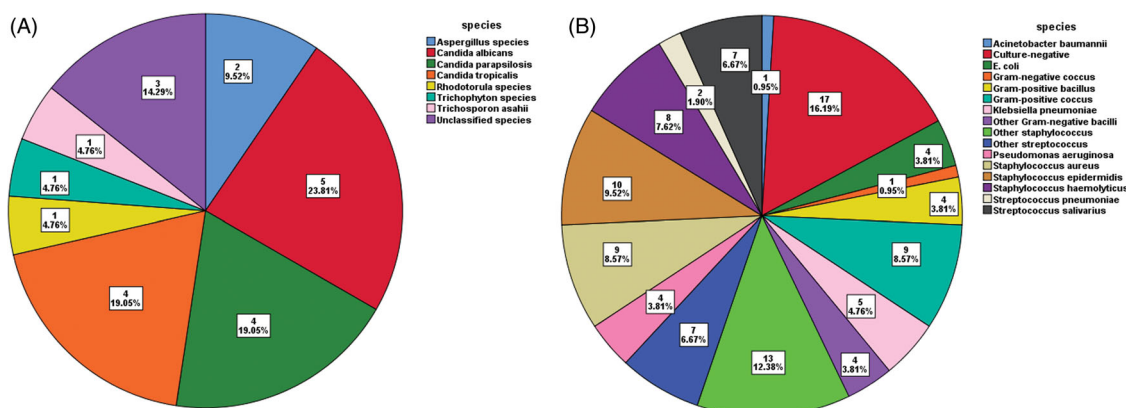 (A)
species
Aspergillus species
Candida albicans
Candida parapsilosis
Candida tropicalis
Rhodotorula species
Trichophyton species
Trichosporon asahii
Unclassified species
2
9.52%
5
23.81%
4
19.05%
4
19.05%
1
4.76%
1
4.76%
1
4.76%
3
14.29%
(B)
species
Acinetobacter baumannii
Culture-negative
E. coli
Gram-negative coccus
Gram-positive bacillus
Gram-positive coccus
Klebsiella pneumoniae
Other Gram-negative bacilli
Other staphylococcus
Other streptococcus
Pseudomonas aeruginosa
Staphylococcus aureus
Staphylococcus epidermidis
Staphylococcus haemolyticus
Streptococcus pneumoniae
Streptococcus salivarius
1
0.95%
17
16.19%
4
3.81%
1
0.95%
4
3.81%
9
8.57%
5
4.76%
4
3.81%
13
12.38%
7
6.67%
4
3.81%
9
8.57%
10
9.52%
8
7.62%
2
1.90%
7
6.67%